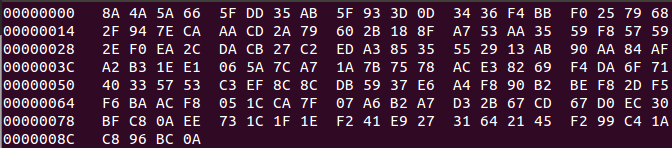 00000000 8A 4A 5A 66 5F DD 35 AB 5F 93 3D 0D 34 36 F4 BB F0 25 79 68
00000014 2F 94 7E CA AA CD 2A 79 60 2B 18 8F A7 53 AA 35 59 F8 57 59
00000028 2E F0 EA 2C DA CB 27 C2 ED A3 85 35 55 29 13 AB 90 AA 84 AF
0000003C A2 B3 1E E1 06 5A 7C A7 1A 7B 75 78 AC E3 82 69 F4 DA 6F 71
00000050 40 33 57 53 C3 EF 8C 8C DB 59 37 E6 A4 F8 90 B2 BE F8 2D F5
00000064 F6 BA AC F8 05 1C CA 7F 07 A6 B2 A7 D3 2B 67 CD 67 D0 EC 30
00000078 BF C8 0A EE 73 1C 1F 1E F2 41 E9 27 31 64 21 45 F2 99 C4 1A
0000008C C8 96 BC 0A